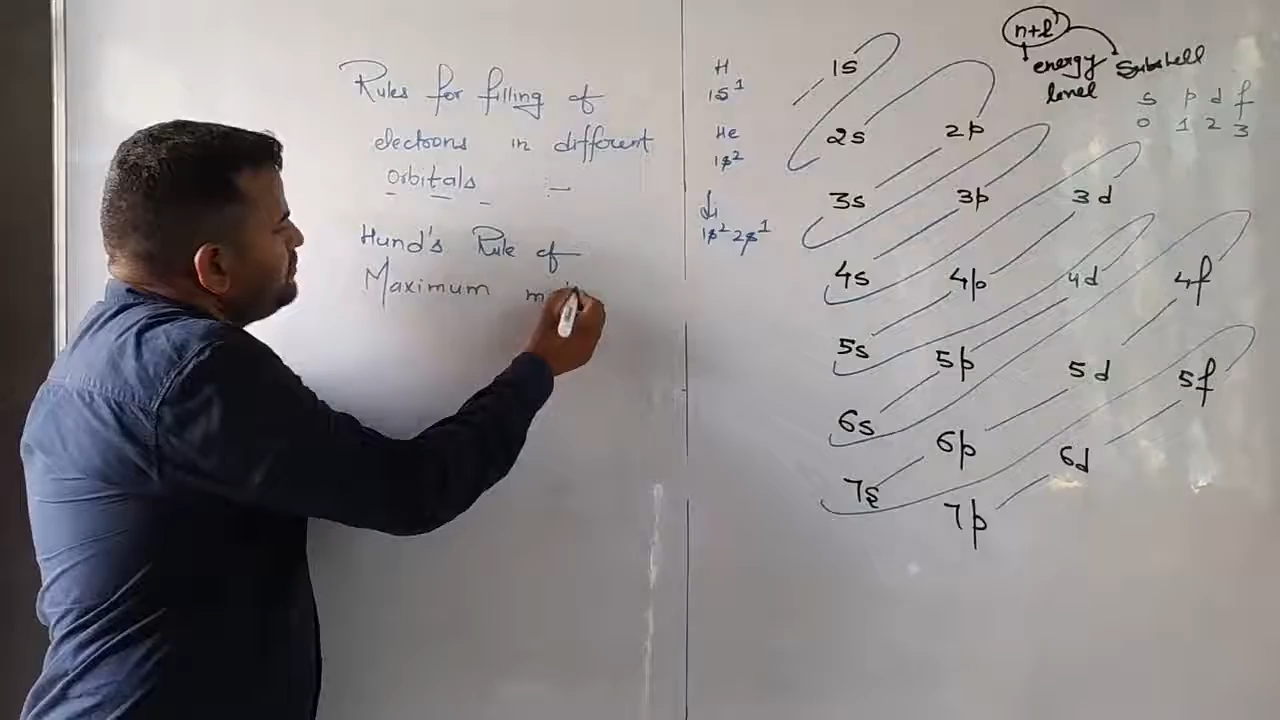 Rules for filling of
electrons in different
orbitals :-
Hund's Rule of
Maximum
H
1s¹
He
1s²
Li
1s² 2s¹
n+l
energy level
Subshell
s p d f
0 1 2 3
1s
2s 2p
3s 3p 3d
4s 4p 4d 4f
5s 5p 5d 5f
6s 6p 6d
7s 7p